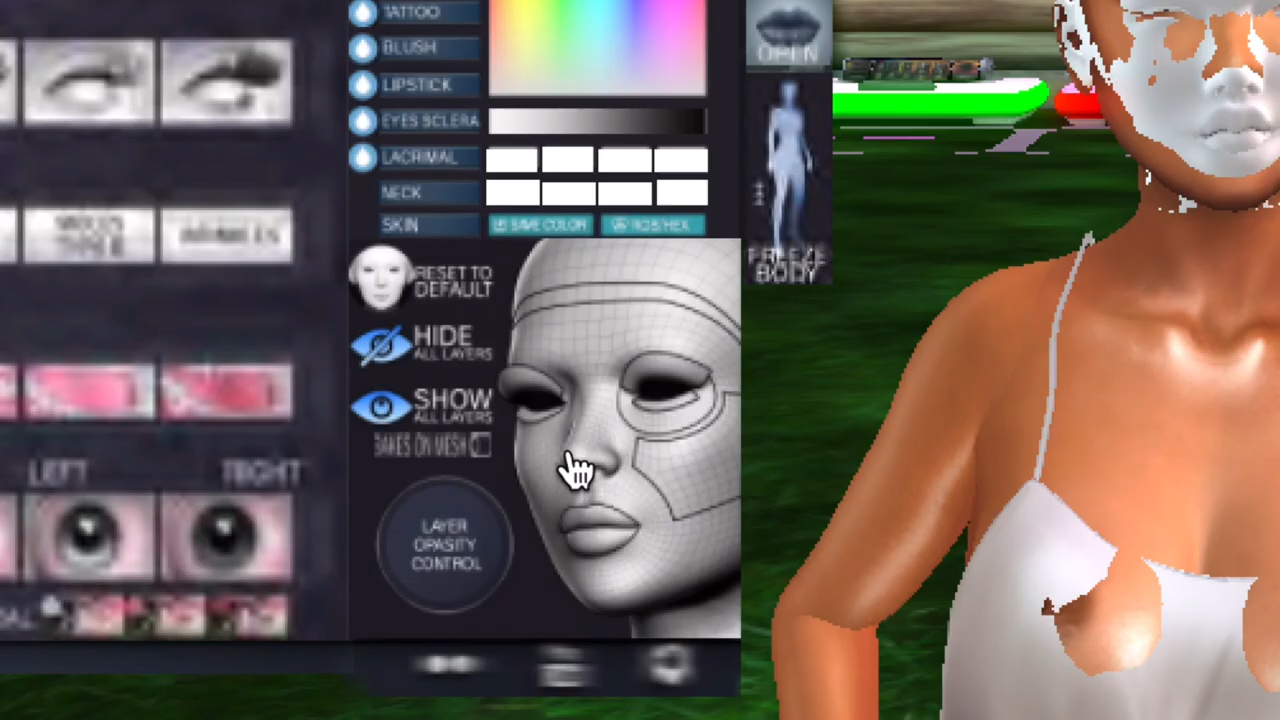 TATTOO
BLUSH
LIPSTICK
EYES SCLERA
LACRIMAL
NECK
SKIN
SAVE COLOR
RGB/HEX
OPEN
FREEZE
BODY
RESET TO
DEFAULT
HIDE
ALL LAYERS
SHOW
ALL LAYERS
BAKES ON MESH
LAYER
OPASITY
CONTROL
WRINKLES
LEFT
RIGHT